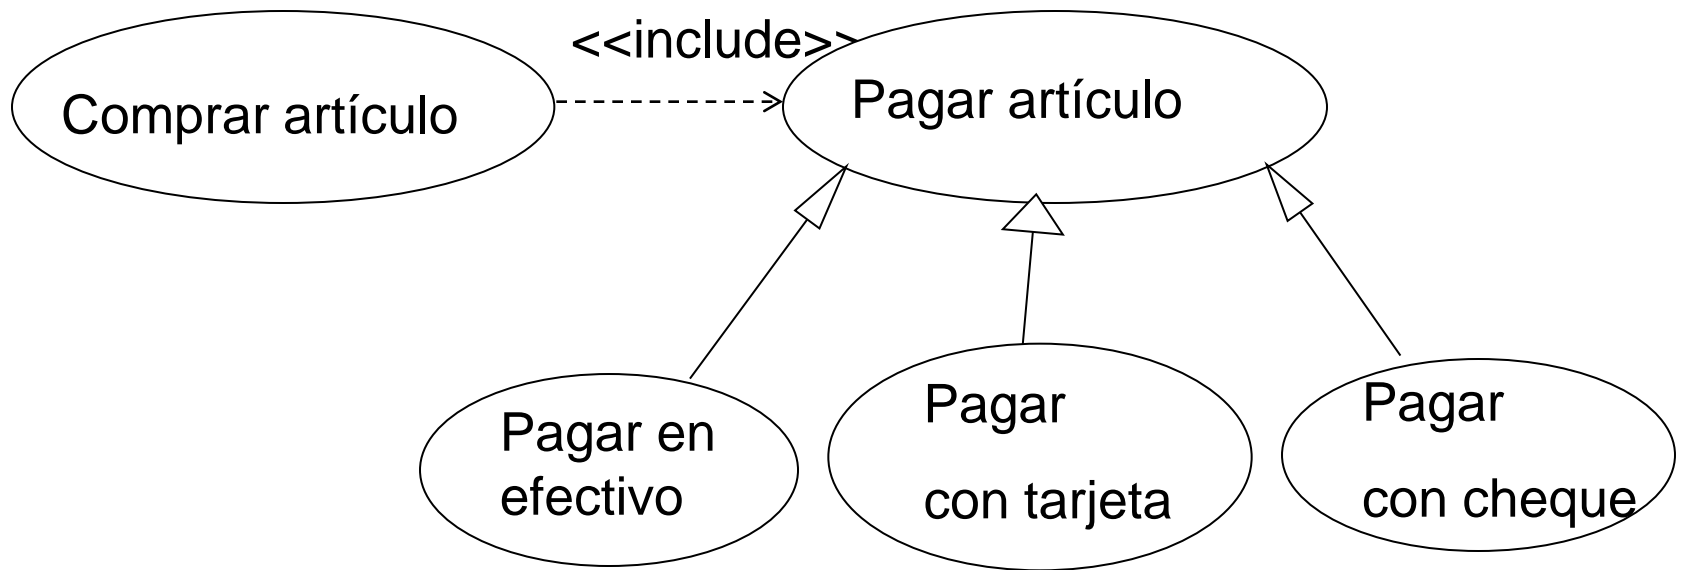 <<include>>
Comprar artículo
Pagar artículo
Pagar en
efectivo
Pagar
con tarjeta
Pagar
con cheque